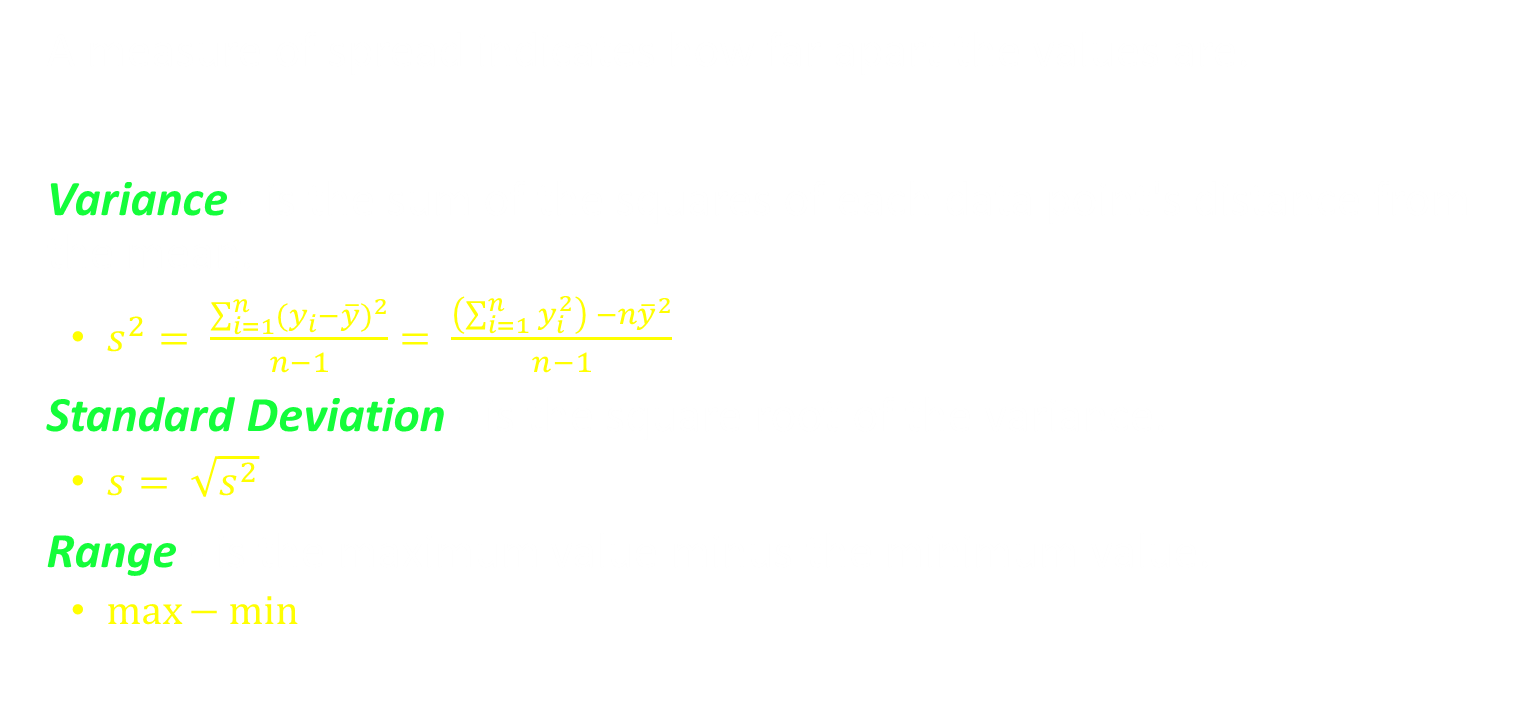 Variance
• s² = ∑ⁿᵢ₌₁(yᵢ−ȳ)² / n−1 = (∑ⁿᵢ₌₁ yᵢ²) −nȳ² / n−1
Standard Deviation
• s = √s²
Range
• max − min